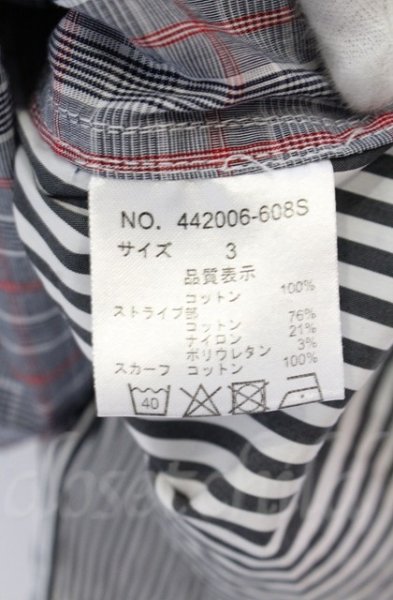 NO. 442006-608S
サイズ 3
品質表示
コットン 100%
ストライプ部
コットン 76%
ナイロン 21%
ポリウレタン 3%
スカーフ コットン 100%
40